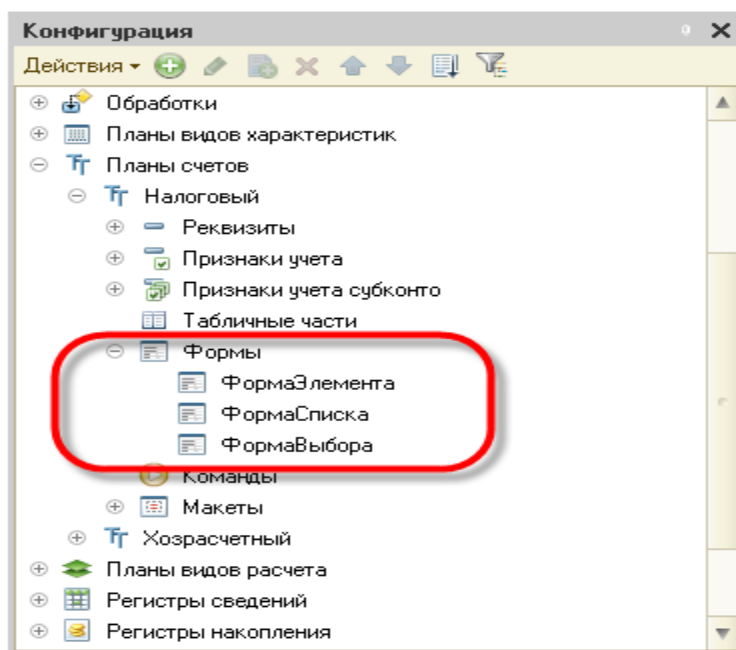 Конфигурация
Действия
Обработки
Планы видов характеристик
Планы счетов
Налоговый
Реквизиты
Признаки учета
Признаки учета субконто
Табличные части
Формы
ФормаЭлемента
ФормаСписка
ФормаВыбора
Команды
Макеты
Хозрасчетный
Планы видов расчета
Регистры сведений
Регистры накопления